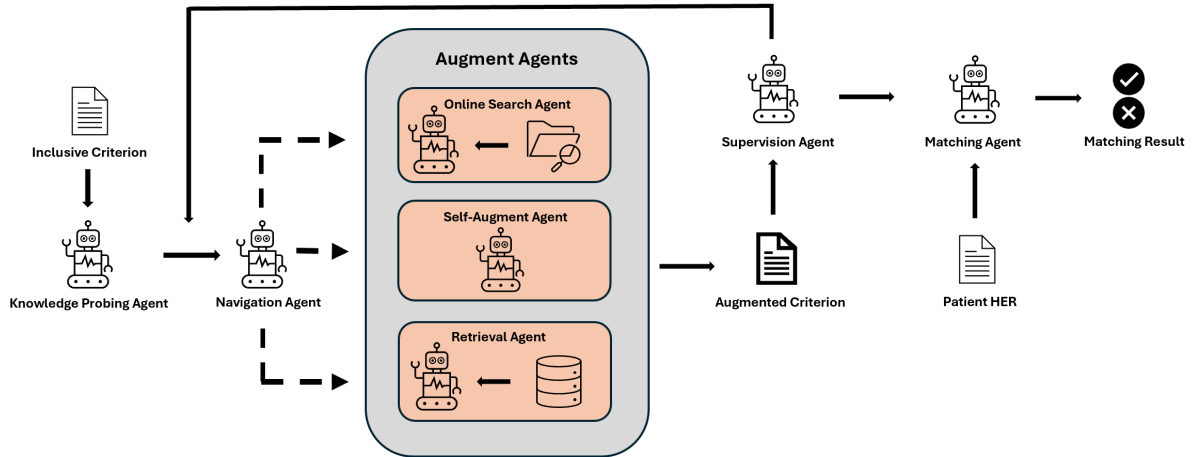 Augment Agents
Online Search Agent
Inclusive Criterion
Supervision Agent
Matching Agent
Matching Result
Self-Augment Agent
Knowledge Probing Agent
Navigation Agent
Augmented Criterion
Patient HER
Retrieval Agent